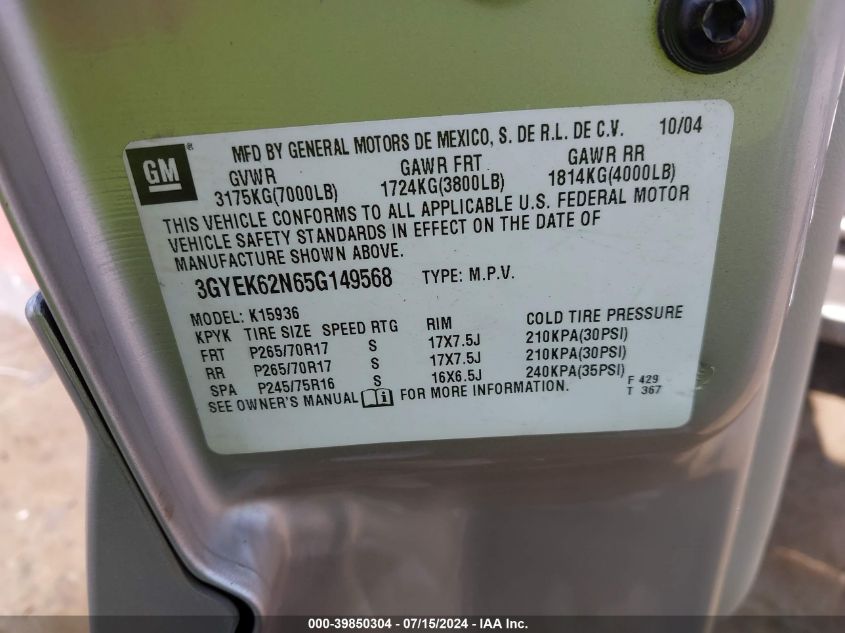 GM ® MFD BY GENERAL MOTORS DE MEXICO, S. DE R.L. DE C.V. 10/04
GVWR GAWR FRT GAWR RR
3175KG(7000LB) 1724KG(3800LB) 1814KG(4000LB)
THIS VEHICLE CONFORMS TO ALL APPLICABLE U.S. FEDERAL MOTOR
VEHICLE SAFETY STANDARDS IN EFFECT ON THE DATE OF
MANUFACTURE SHOWN ABOVE.
3GYEK62N65G149568 TYPE: M.P.V.
MODEL: K15936
KPYK TIRE SIZE SPEED RTG RIM COLD TIRE PRESSURE
FRT P265/70R17 S 17X7.5J 210KPA(30PSI)
RR P265/70R17 S 17X7.5J 210KPA(30PSI)
SPA P245/75R16 S 16X6.5J 240KPA(35PSI)
SEE OWNER'S MANUAL FOR MORE INFORMATION.
F 429
T 367
000-39850304 - 07/15/2024 - IAA Inc.